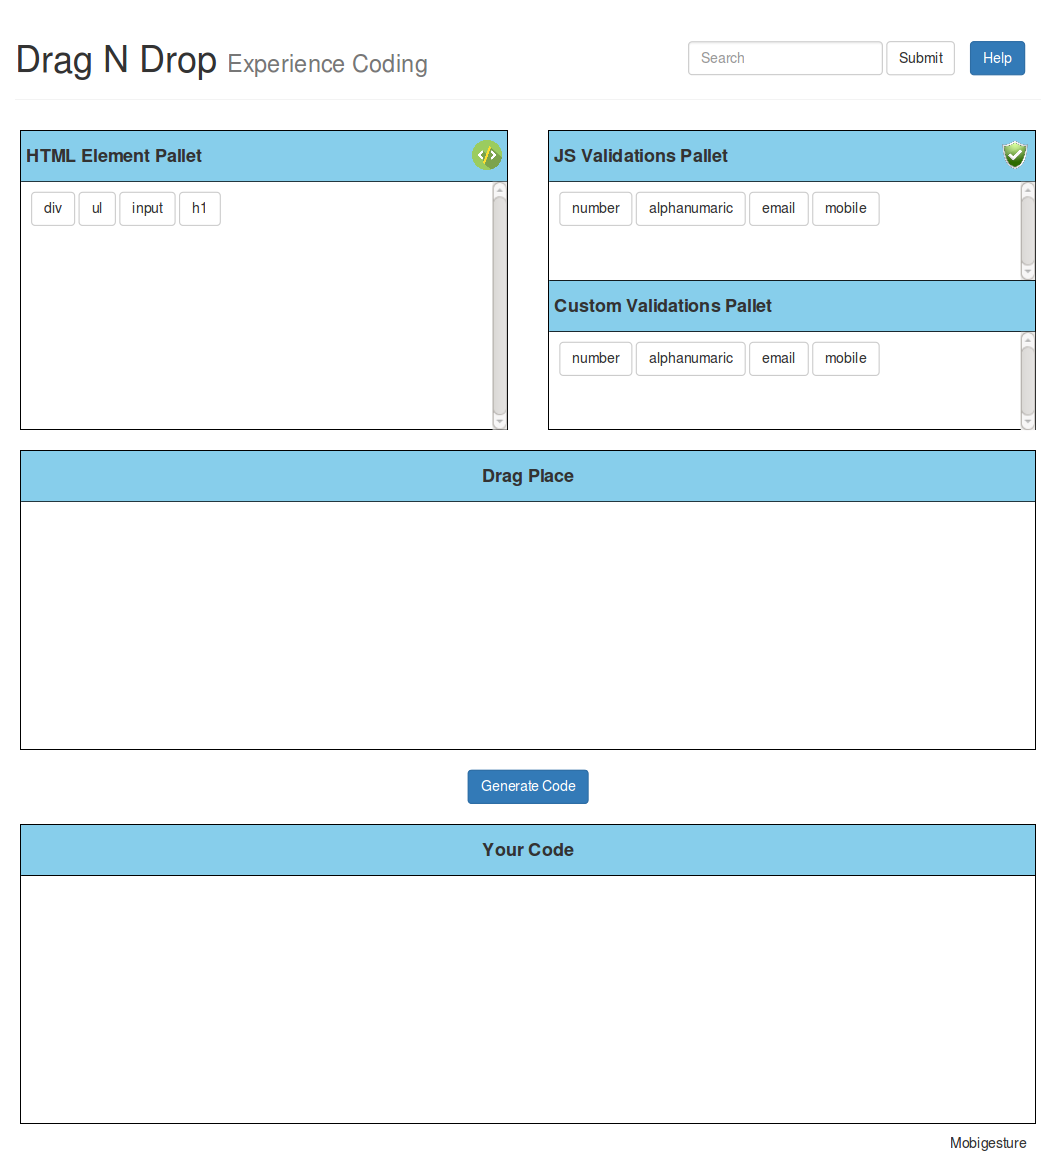 Drag N Drop Experience Coding
Search Submit Help
HTML Element Pallet
div ul input h1
JS Validations Pallet
number alphanumaric email mobile
Custom Validations Pallet
number alphanumaric email mobile
Drag Place
Generate Code
Your Code
Mobigesture